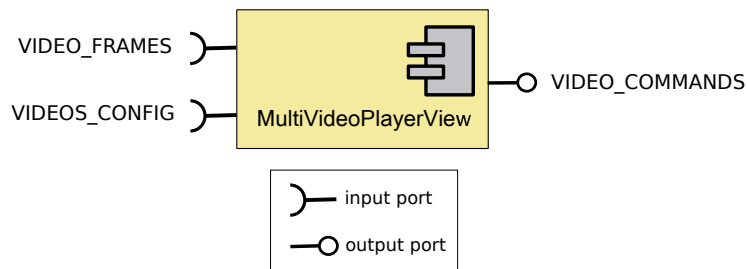 VIDEO_FRAMES
VIDEOS_CONFIG
MultiVideoPlayerView
VIDEO_COMMANDS
input port
output port